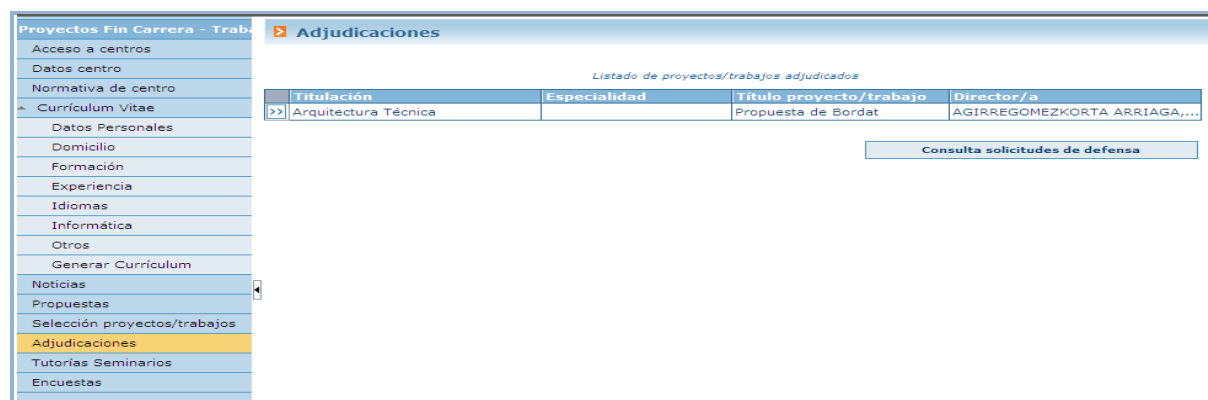 Proyectos Fin Carrera - Trab
Acceso a centros
Datos centro
Normativa de centro
Currículum Vitae
Datos Personales
Domicilio
Formación
Experiencia
Idiomas
Informática
Otros
Generar Currículum
Noticias
Propuestas
Selección proyectos/trabajos
Adjudicaciones
Tutorías Seminarios
Encuestas
Adjudicaciones
Listado de proyectos/trabajos adjudicados
Titulación Especialidad Título proyecto/trabajo Director/a
>> Arquitectura Técnica Propuesta de Bordat AGIRREGOMEZKORTA ARRIAGA,...
Consulta solicitudes de defensa